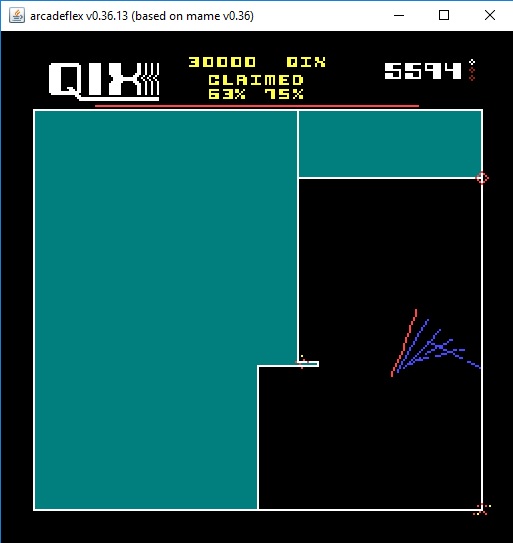 arcadeflex v0.36.13 (based on mame v0.36)
QIX
30000 QIX
CLAIMED
63% 75%
5594